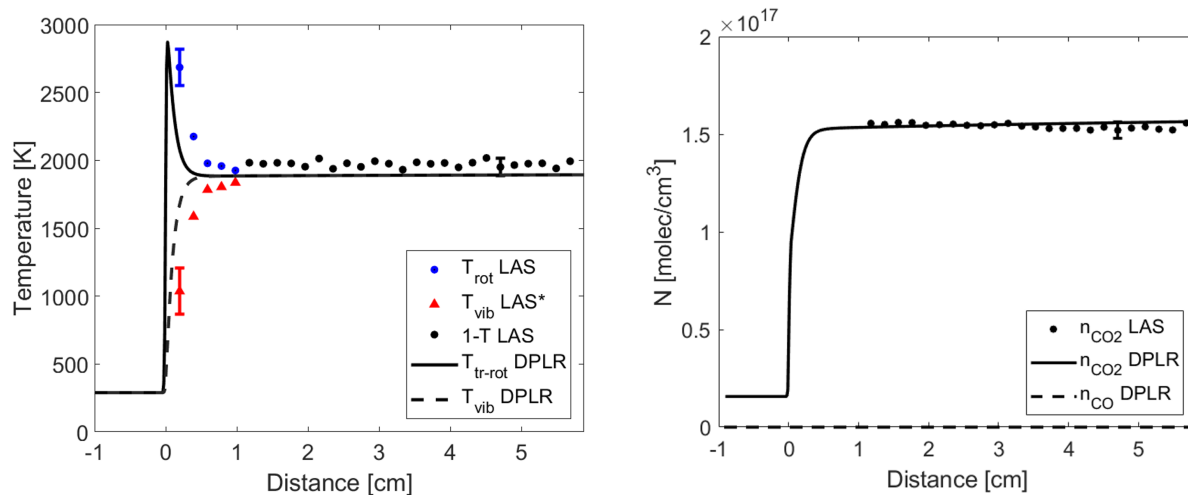 3000
2500
2000
1500
1000
500
0
-1
0
1
2
3
4
5
Temperature [K]
Distance [cm]
T_rot LAS
T_vib LAS*
1-T LAS
T_tr-rot DPLR
T_vib DPLR
2 ×10^17
1.5
1
0.5
0
-1
0
1
2
3
4
5
N [molec/cm^3]
Distance [cm]
n_CO2 LAS
n_CO2 DPLR
n_CO DPLR